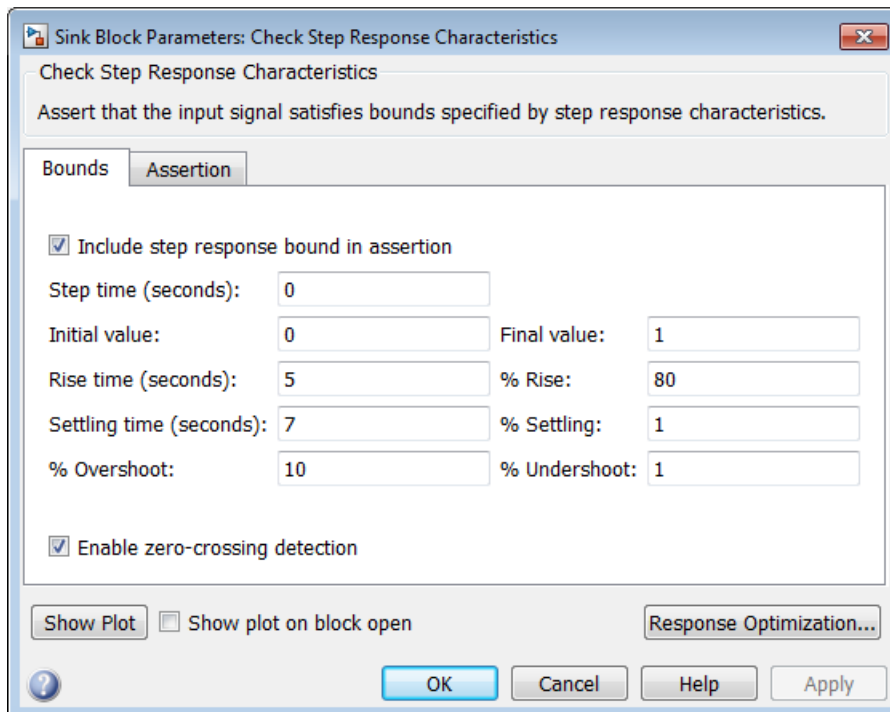 Sink Block Parameters: Check Step Response Characteristics
Check Step Response Characteristics
Assert that the input signal satisfies bounds specified by step response characteristics.
Bounds Assertion
Include step response bound in assertion
Step time (seconds): 0
Initial value: 0 Final value: 1
Rise time (seconds): 5 % Rise: 80
Settling time (seconds): 7 % Settling: 1
% Overshoot: 10 % Undershoot: 1
Enable zero-crossing detection
Show Plot Show plot on block open Response Optimization...
? OK Cancel Help Apply